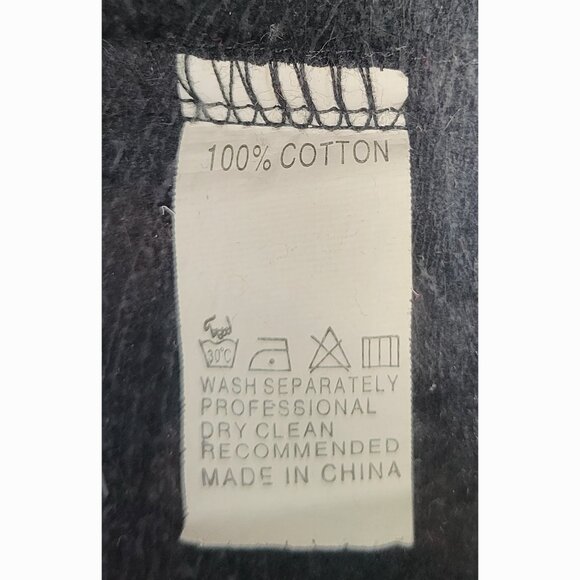 100% COTTON
30°C
WASH SEPARATELY
PROFESSIONAL
DRY CLEAN
RECOMMENDED
MADE IN CHINA